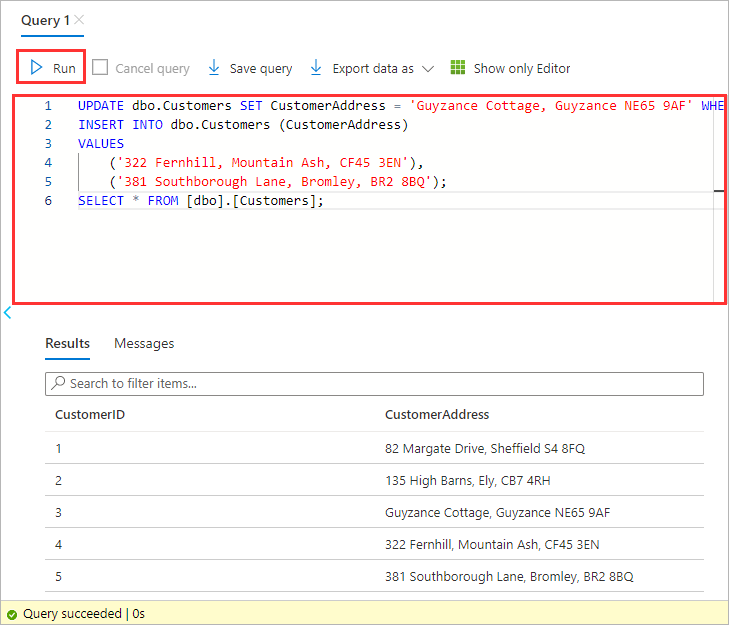 Query 1
Run Cancel query Save query Export data as Show only Editor
1 UPDATE dbo.Customers SET CustomerAddress = 'Guyzance Cottage, Guyzance NE65 9AF' WHE
2 INSERT INTO dbo.Customers (CustomerAddress)
3 VALUES
4 ('322 Fernhill, Mountain Ash, CF45 3EN'),
5 ('381 Southborough Lane, Bromley, BR2 8BQ');
6 SELECT * FROM [dbo].[Customers];
Results Messages
Search to filter items...
CustomerID CustomerAddress
1 82 Margate Drive, Sheffield S4 8FQ
2 135 High Barns, Ely, CB7 4RH
3 Guyzance Cottage, Guyzance NE65 9AF
4 322 Fernhill, Mountain Ash, CF45 3EN
5 381 Southborough Lane, Bromley, BR2 8BQ
Query succeeded | 0s